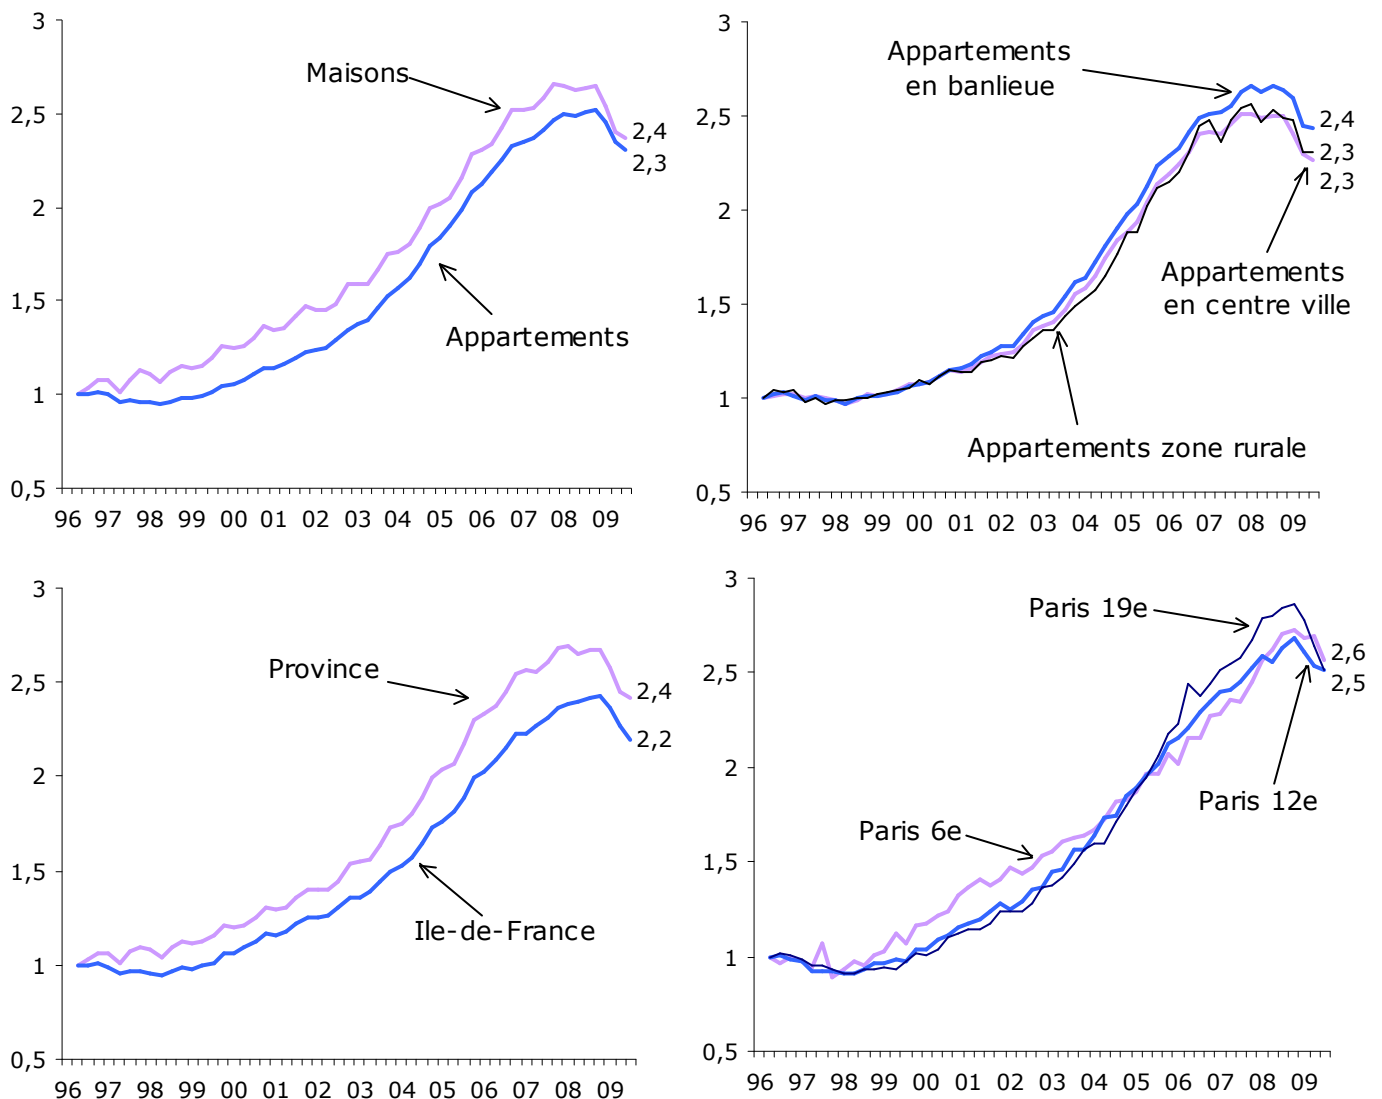 3
2,5
2
1,5
1
0,5
Maisons
Appartements
2,4
2,3
96 97 98 99 00 01 02 03 04 05 06 07 08 09
3
2,5
2
1,5
1
0,5
Appartements
en banlieue
2,4
2,3
2,3
Appartements
en centre ville
Appartements zone rurale
96 97 98 99 00 01 02 03 04 05 06 07 08 09
3
2,5
2
1,5
1
0,5
Province
2,4
2,2
Ile-de-France
96 97 98 99 00 01 02 03 04 05 06 07 08 09
3
2,5
2
1,5
1
0,5
Paris 19e
2,6
2,5
Paris 12e
Paris 6e
96 97 98 99 00 01 02 03 04 05 06 07 08 09